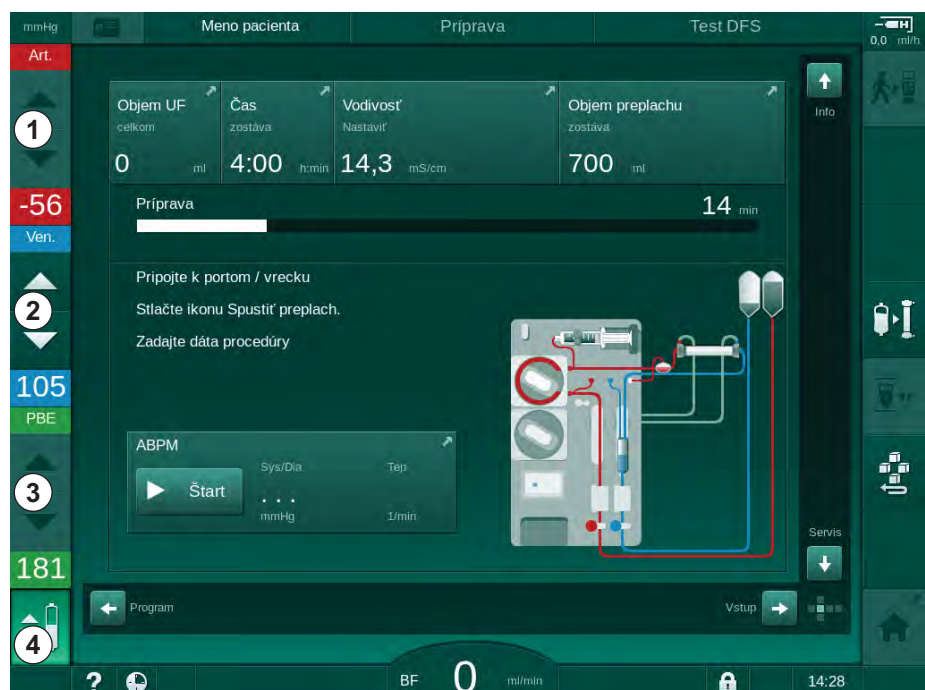 mmHg
Meno pacienta
Príprava
Test DFS
H
0,0 ml/h
Art.
1
-56
Ven.
2
105
PBE
3
181
4
Objem UF
celkom
0 ml
Čas
zostáva
4:00 h:min
Vodivosť
Nastaviť
14,3 mS/cm
Objem preplachu
zostáva
700 ml
Info
Príprava
14 min
Pripojte k portom / vrecku
Stlačte ikonu Spustiť preplach.
Zadajte dáta procedúry
ABPM
Štart
Sys/Dia
. . .
mmHg
Tep
1/min
Servis
Program
Vstup
?
BF 0 ml/min
14:28